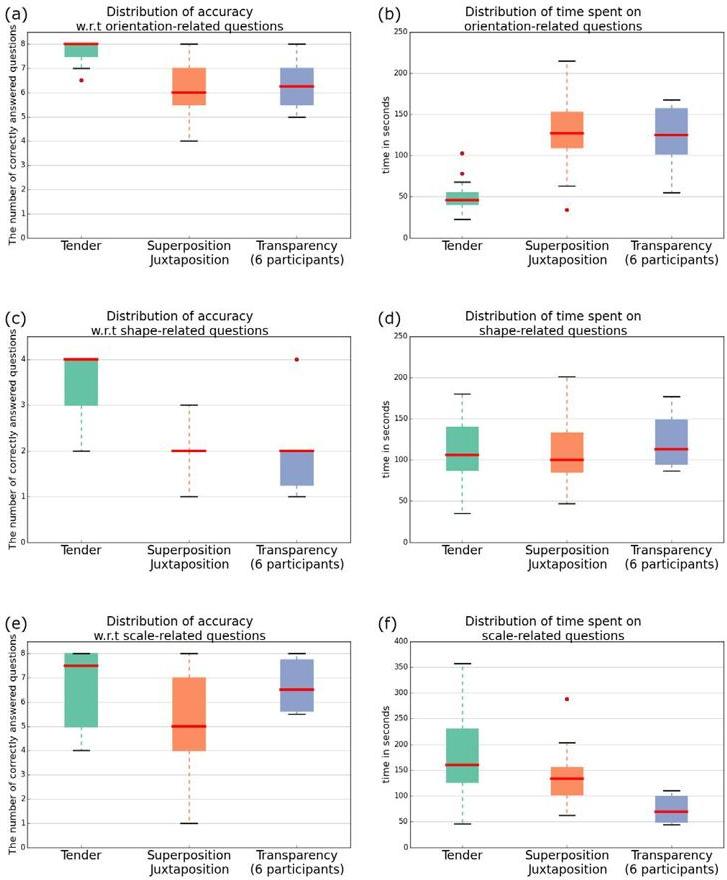 (a)
Distribution of accuracy
w.r.t orientation-related questions
The number of correctly answered questions
8
7
6
5
4
3
2
1
0
Tender
Superposition
Juxtaposition
Transparency
(6 participants)
(b)
Distribution of time spent on
orientation-related questions
time in seconds
250
200
150
100
50
0
Tender
Superposition
Juxtaposition
Transparency
(6 participants)
(c)
Distribution of accuracy
w.r.t shape-related questions
The number of correctly answered questions
4
3
2
1
0
Tender
Superposition
Juxtaposition
Transparency
(6 participants)
(d)
Distribution of time spent on
shape-related questions
time in seconds
250
200
150
100
50
0
Tender
Superposition
Juxtaposition
Transparency
(6 participants)
(e)
Distribution of accuracy
w.r.t scale-related questions
The number of correctly answered questions
8
7
6
5
4
3
2
1
0
Tender
Superposition
Juxtaposition
Transparency
(6 participants)
(f)
Distribution of time spent on
scale-related questions
time in seconds
400
350
300
250
200
150
100
50
0
Tender
Superposition
Juxtaposition
Transparency
(6 participants)